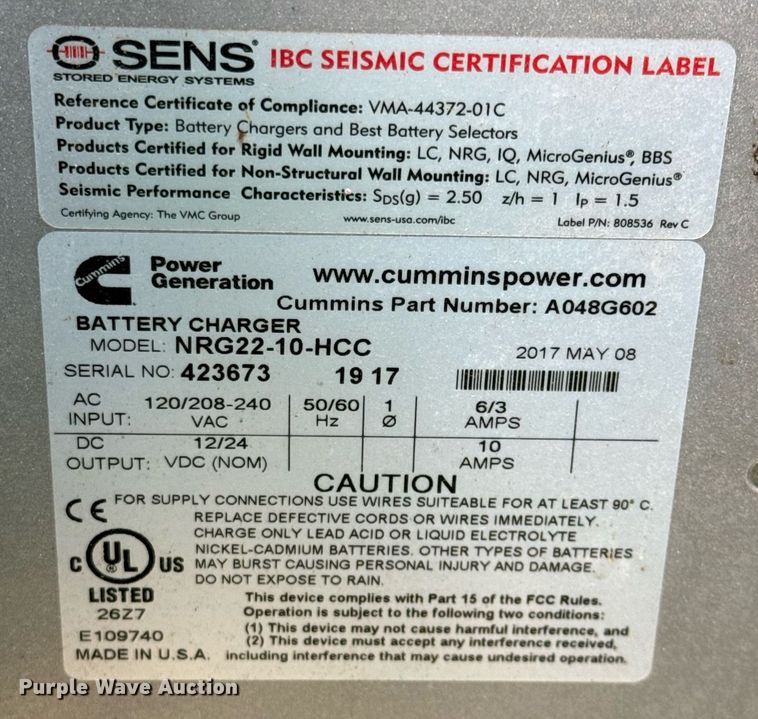 SENS® IBC SEISMIC CERTIFICATION LABEL
STORED ENERGY SYSTEMS
Reference Certificate of Compliance: VMA-44372-01C
Product Type: Battery Chargers and Best Battery Selectors
Products Certified for Rigid Wall Mounting: LC, NRG, IQ, MicroGenius®, BBS
Products Certified for Non-Structural Wall Mounting: LC, NRG, MicroGenius®
Seismic Performance Characteristics: SDS(g) = 2.50 z/h = 1 IP = 1.5
Certifying Agency: The VMC Group www.sens-usa.com/ibc Label P/N: 808536 Rev C
Cummins
Power
Generation
www.cumminspower.com
Cummins Part Number: A048G602
BATTERY CHARGER
MODEL: NRG22-10-HCC 2017 MAY 08
SERIAL NO: 423673 19 17
AC INPUT: 120/208-240 VAC 50/60 Hz 1 Ø 6/3 AMPS
DC OUTPUT: 12/24 VDC (NOM) 10 AMPS
CAUTION
FOR SUPPLY CONNECTIONS USE WIRES SUITEABLE FOR AT LEAST 90° C.
REPLACE DEFECTIVE CORDS OR WIRES IMMEDIATELY.
CHARGE ONLY LEAD ACID OR LIQUID ELECTROLYTE
NICKEL-CADMIUM BATTERIES. OTHER TYPES OF BATTERIES
MAY BURST CAUSING PERSONAL INJURY AND DAMAGE.
DO NOT EXPOSE TO RAIN.
CE
C UL® US
LISTED
26Z7
E109740
MADE IN U.S.A.
This device complies with Part 15 of the FCC Rules.
Operation is subject to the following two conditions:
(1) This device may not cause harmful interference, and
(2) This device must accept any interference received,
including interference that may cause undesired operation.
Purple Wave Auction